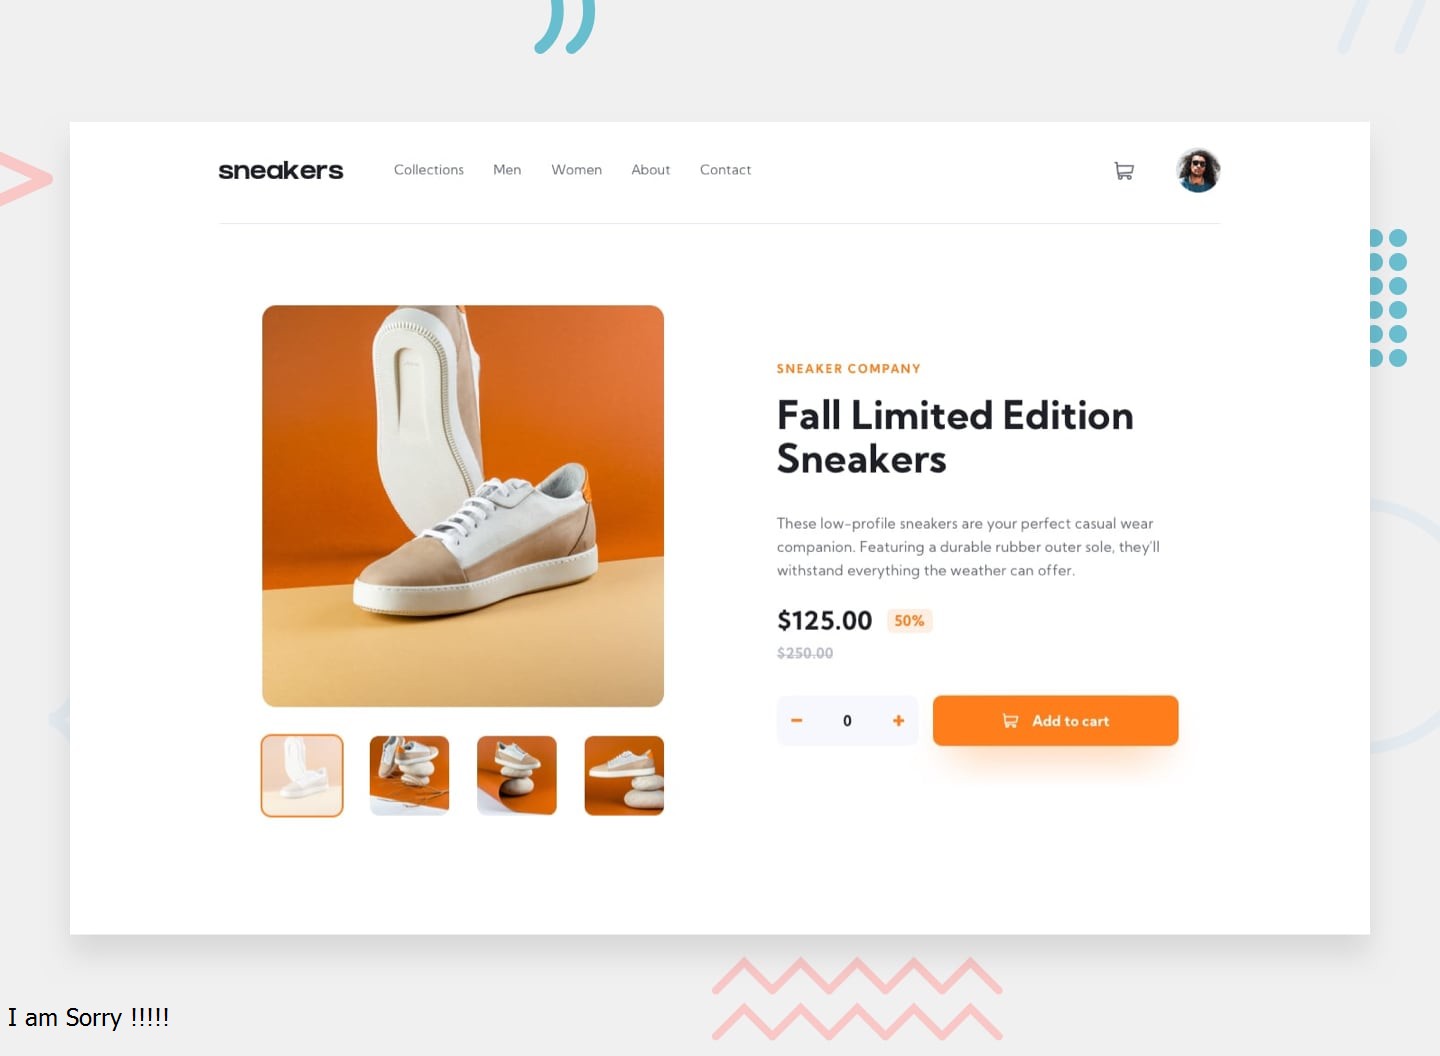 sneakers
Collections Men Women About Contact
SNEAKER COMPANY
Fall Limited Edition
Sneakers
These low-profile sneakers are your perfect casual wear
companion. Featuring a durable rubber outer sole, they'll
withstand everything the weather can offer.
$125.00 50%
$250.00
0
Add to cart
I am Sorry !!!!!